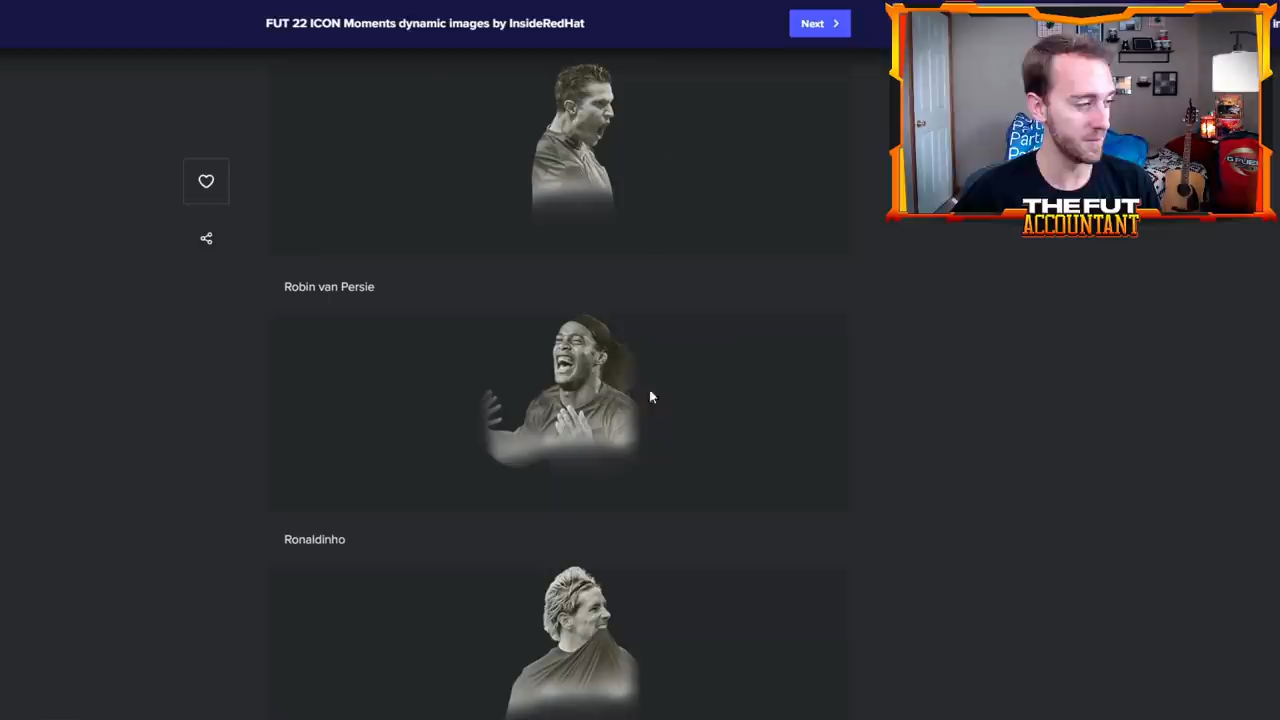 FUT 22 ICON Moments dynamic images by InsideRedHat
Next
THE FUT
ACCOUNTANT
Robin van Persie
Ronaldinho